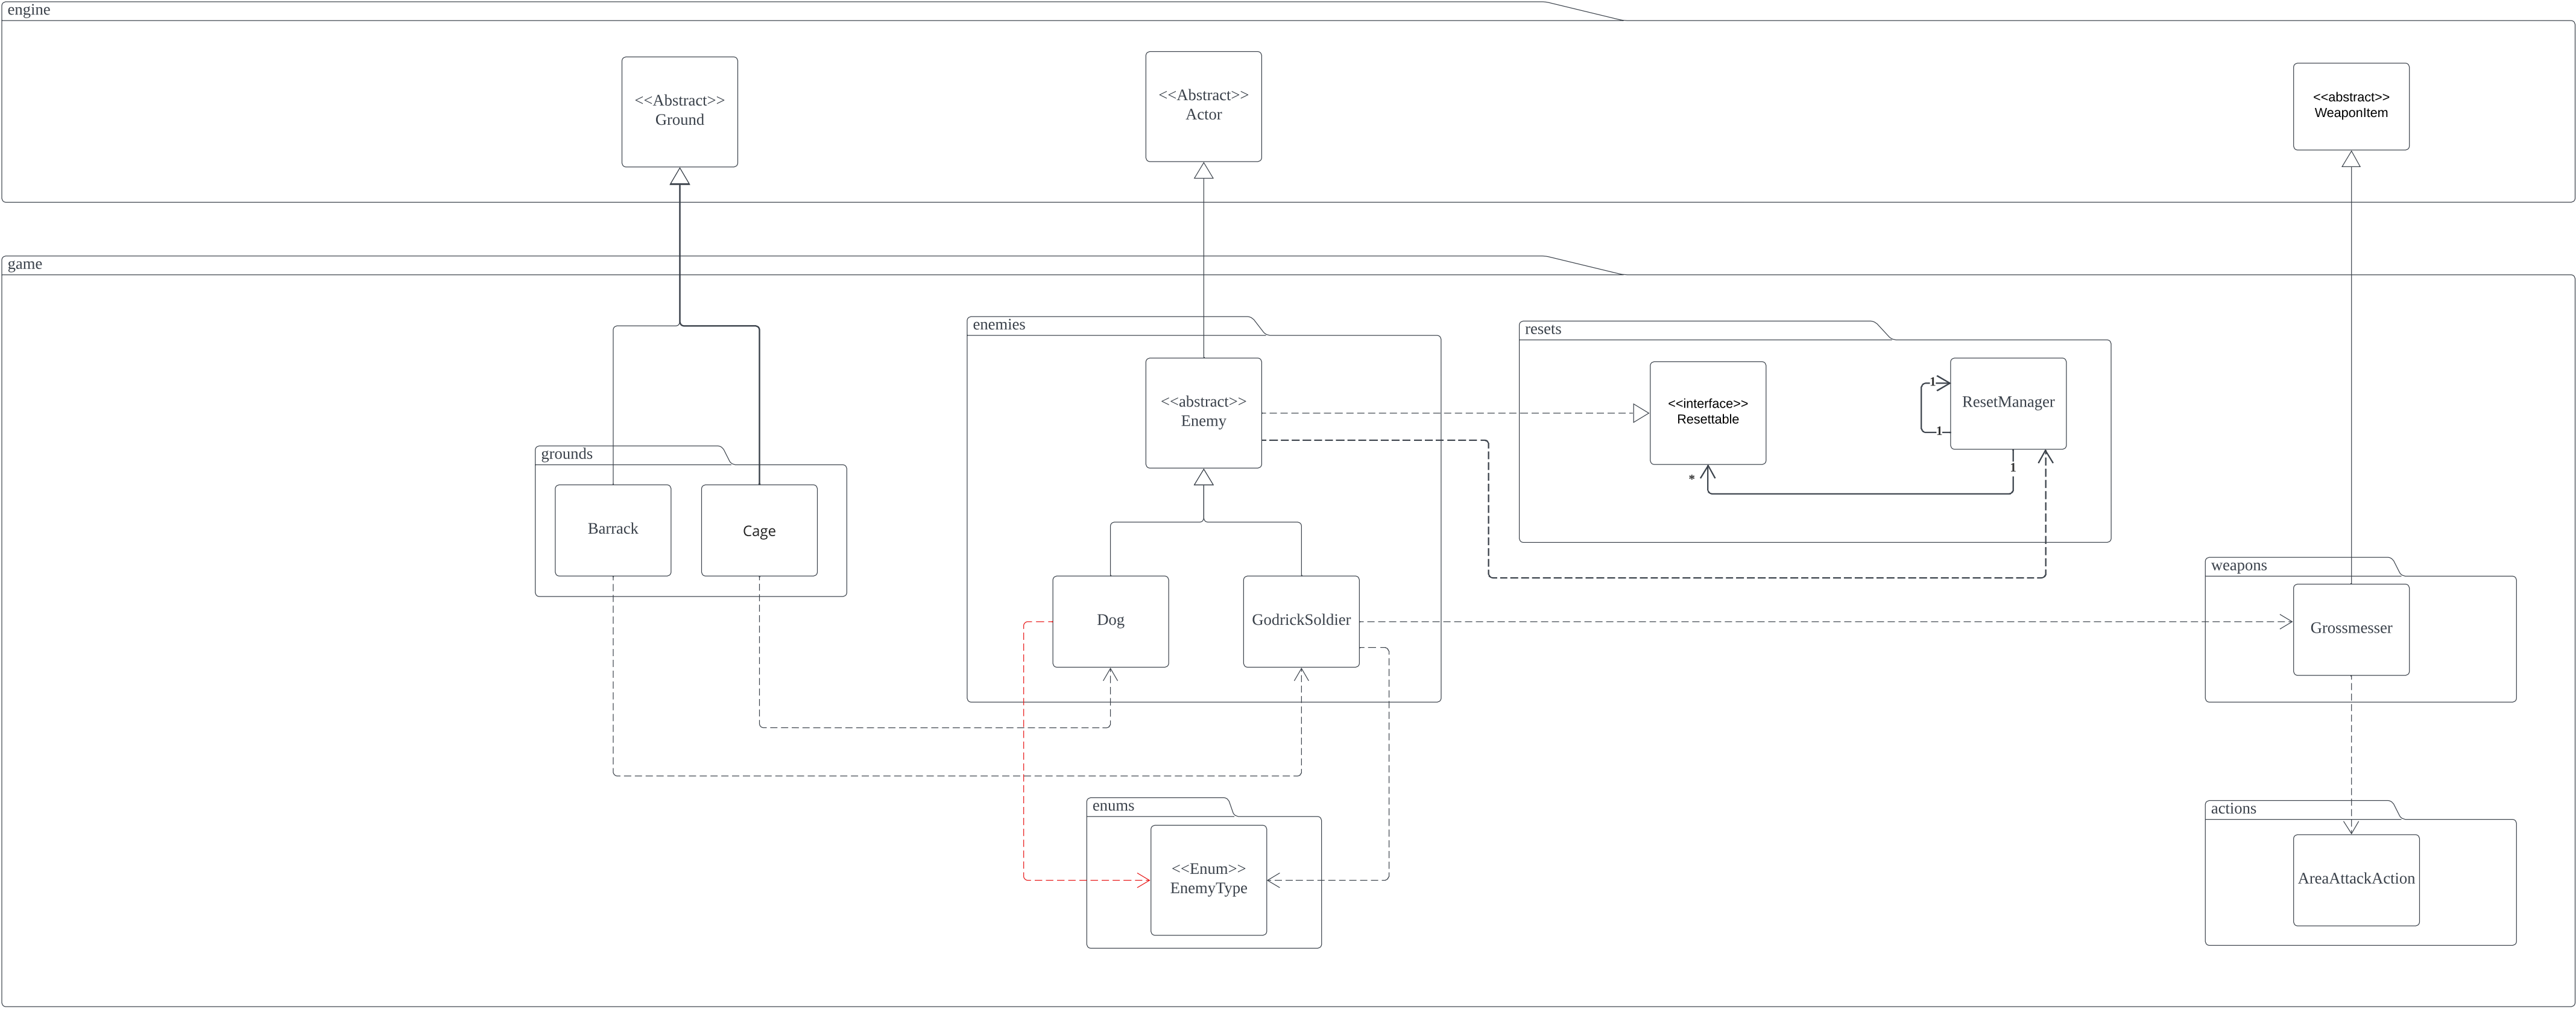 engine
<<Abstract>>
Ground
<<Abstract>>
Actor
<<abstract>>
WeaponItem
game
enemies
resets
<<abstract>>
Enemy
<<interface>>
Resettable
1
1
ResetManager
1
*
grounds
Barrack
Cage
weapons
Dog
GodrickSoldier
Grossmesser
enums
<<Enum>>
EnemyType
actions
AreaAttackAction